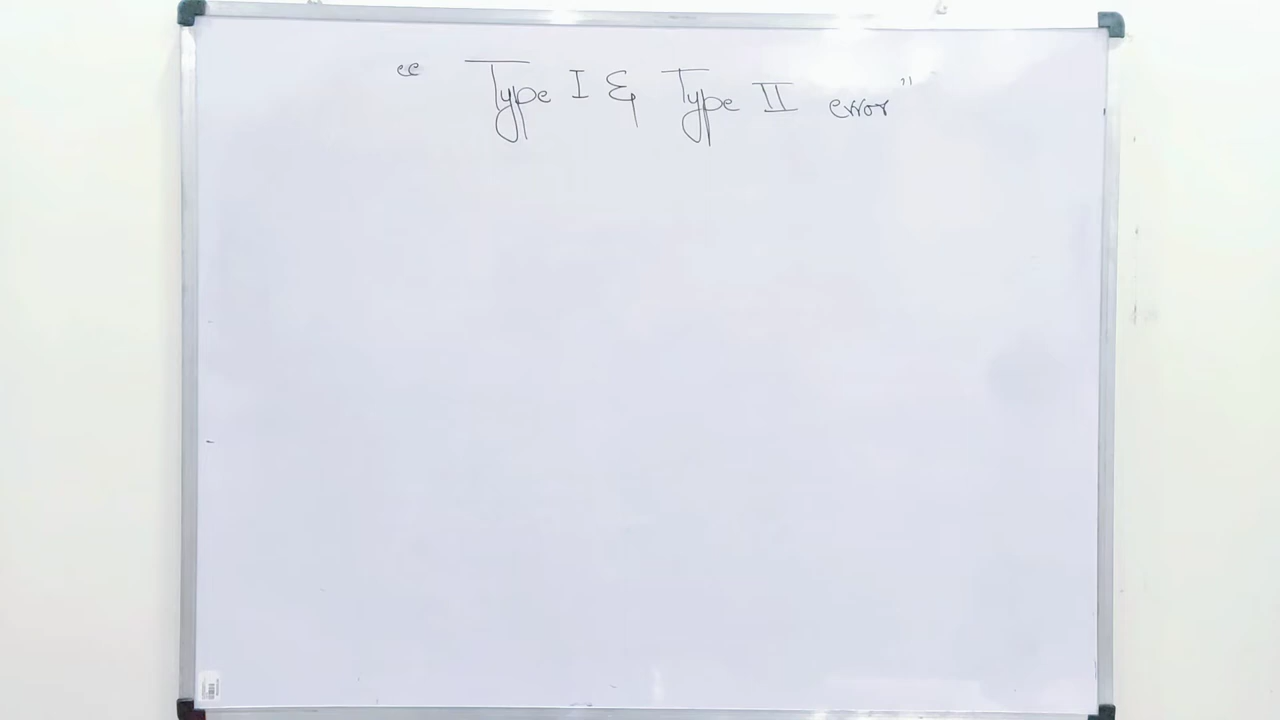 “ Type I & Type II error ”